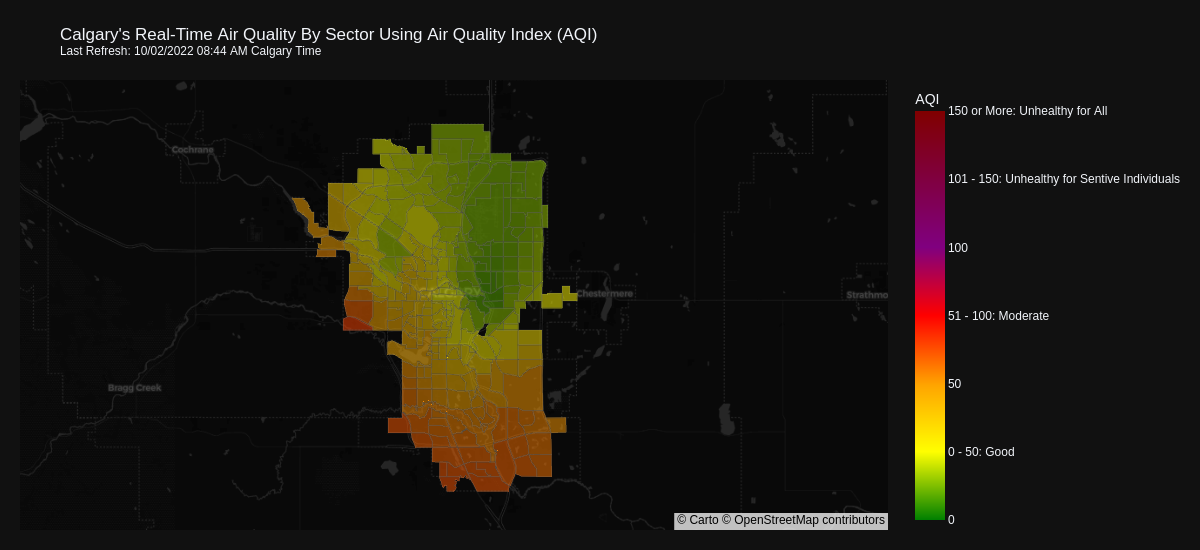 Calgary's Real-Time Air Quality By Sector Using Air Quality Index (AQI)
Last Refresh: 10/02/2022 08:44 AM Calgary Time
AQI
150 or More: Unhealthy for All
101 - 150: Unhealthy for Sentive Individuals
100
51 - 100: Moderate
50
0 - 50: Good
0
Cochrane
CALGARY
Chestermere
Strathmo
Bragg Creek
© Carto © OpenStreetMap contributors